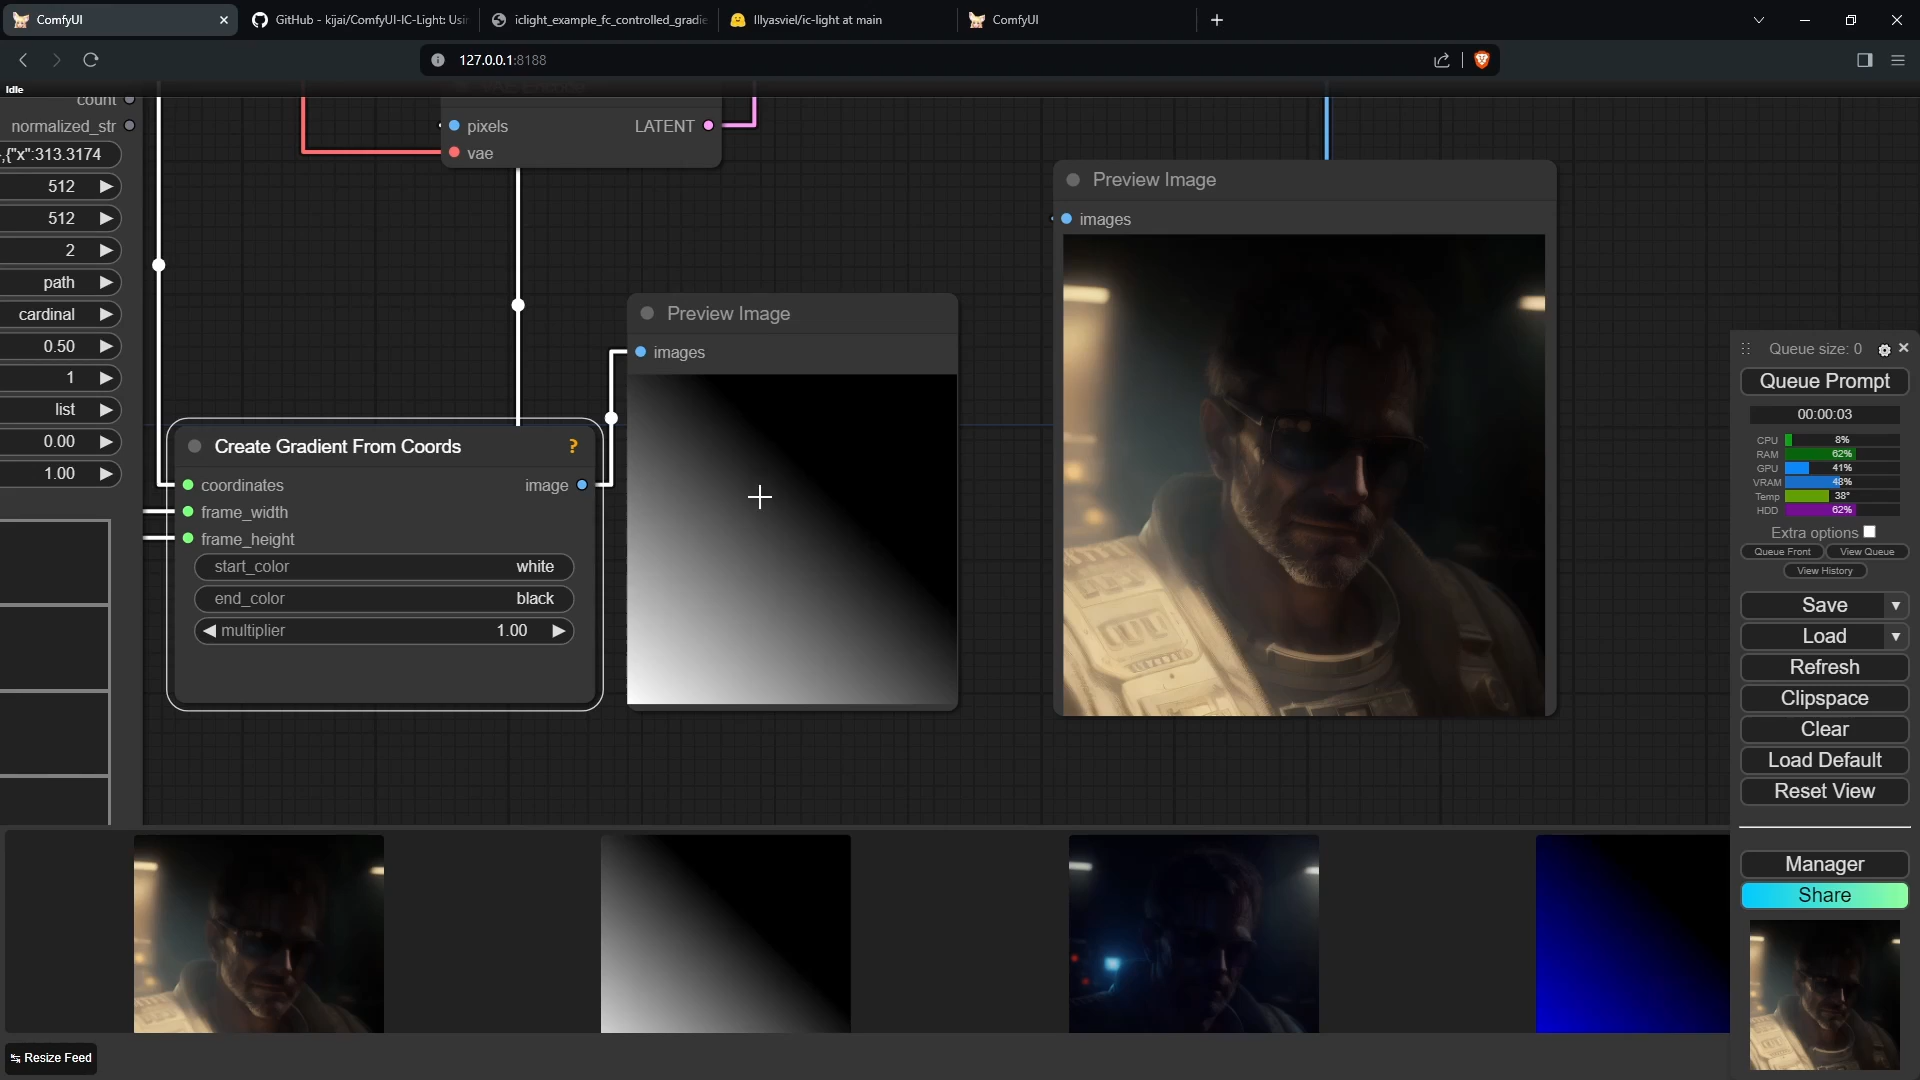 ComfyUI
GitHub - kijai/ComfyUI-IC-Light: Usin
iclight_example_fc_controlled_gradie
lllyasviel/ic-light at main
ComfyUI
127.0.0.1:8188
Idle
count
normalized_str
,{"x":313.3174
512
512
2
path
cardinal
0.50
1
list
0.00
1.00
VAE Encode
pixels
LATENT
vae
Preview Image
images
Preview Image
images
Create Gradient From Coords
?
coordinates
image
frame_width
frame_height
start_color
white
end_color
black
multiplier
1.00
Queue size: 0
Queue Prompt
00:00:03
CPU 8%
RAM 62%
GPU 41%
VRAM 48%
Temp 38°
HDD 62%
Extra options
Queue Front
View Queue
View History
Save
Load
Refresh
Clipspace
Clear
Load Default
Reset View
Manager
Share
Resize Feed